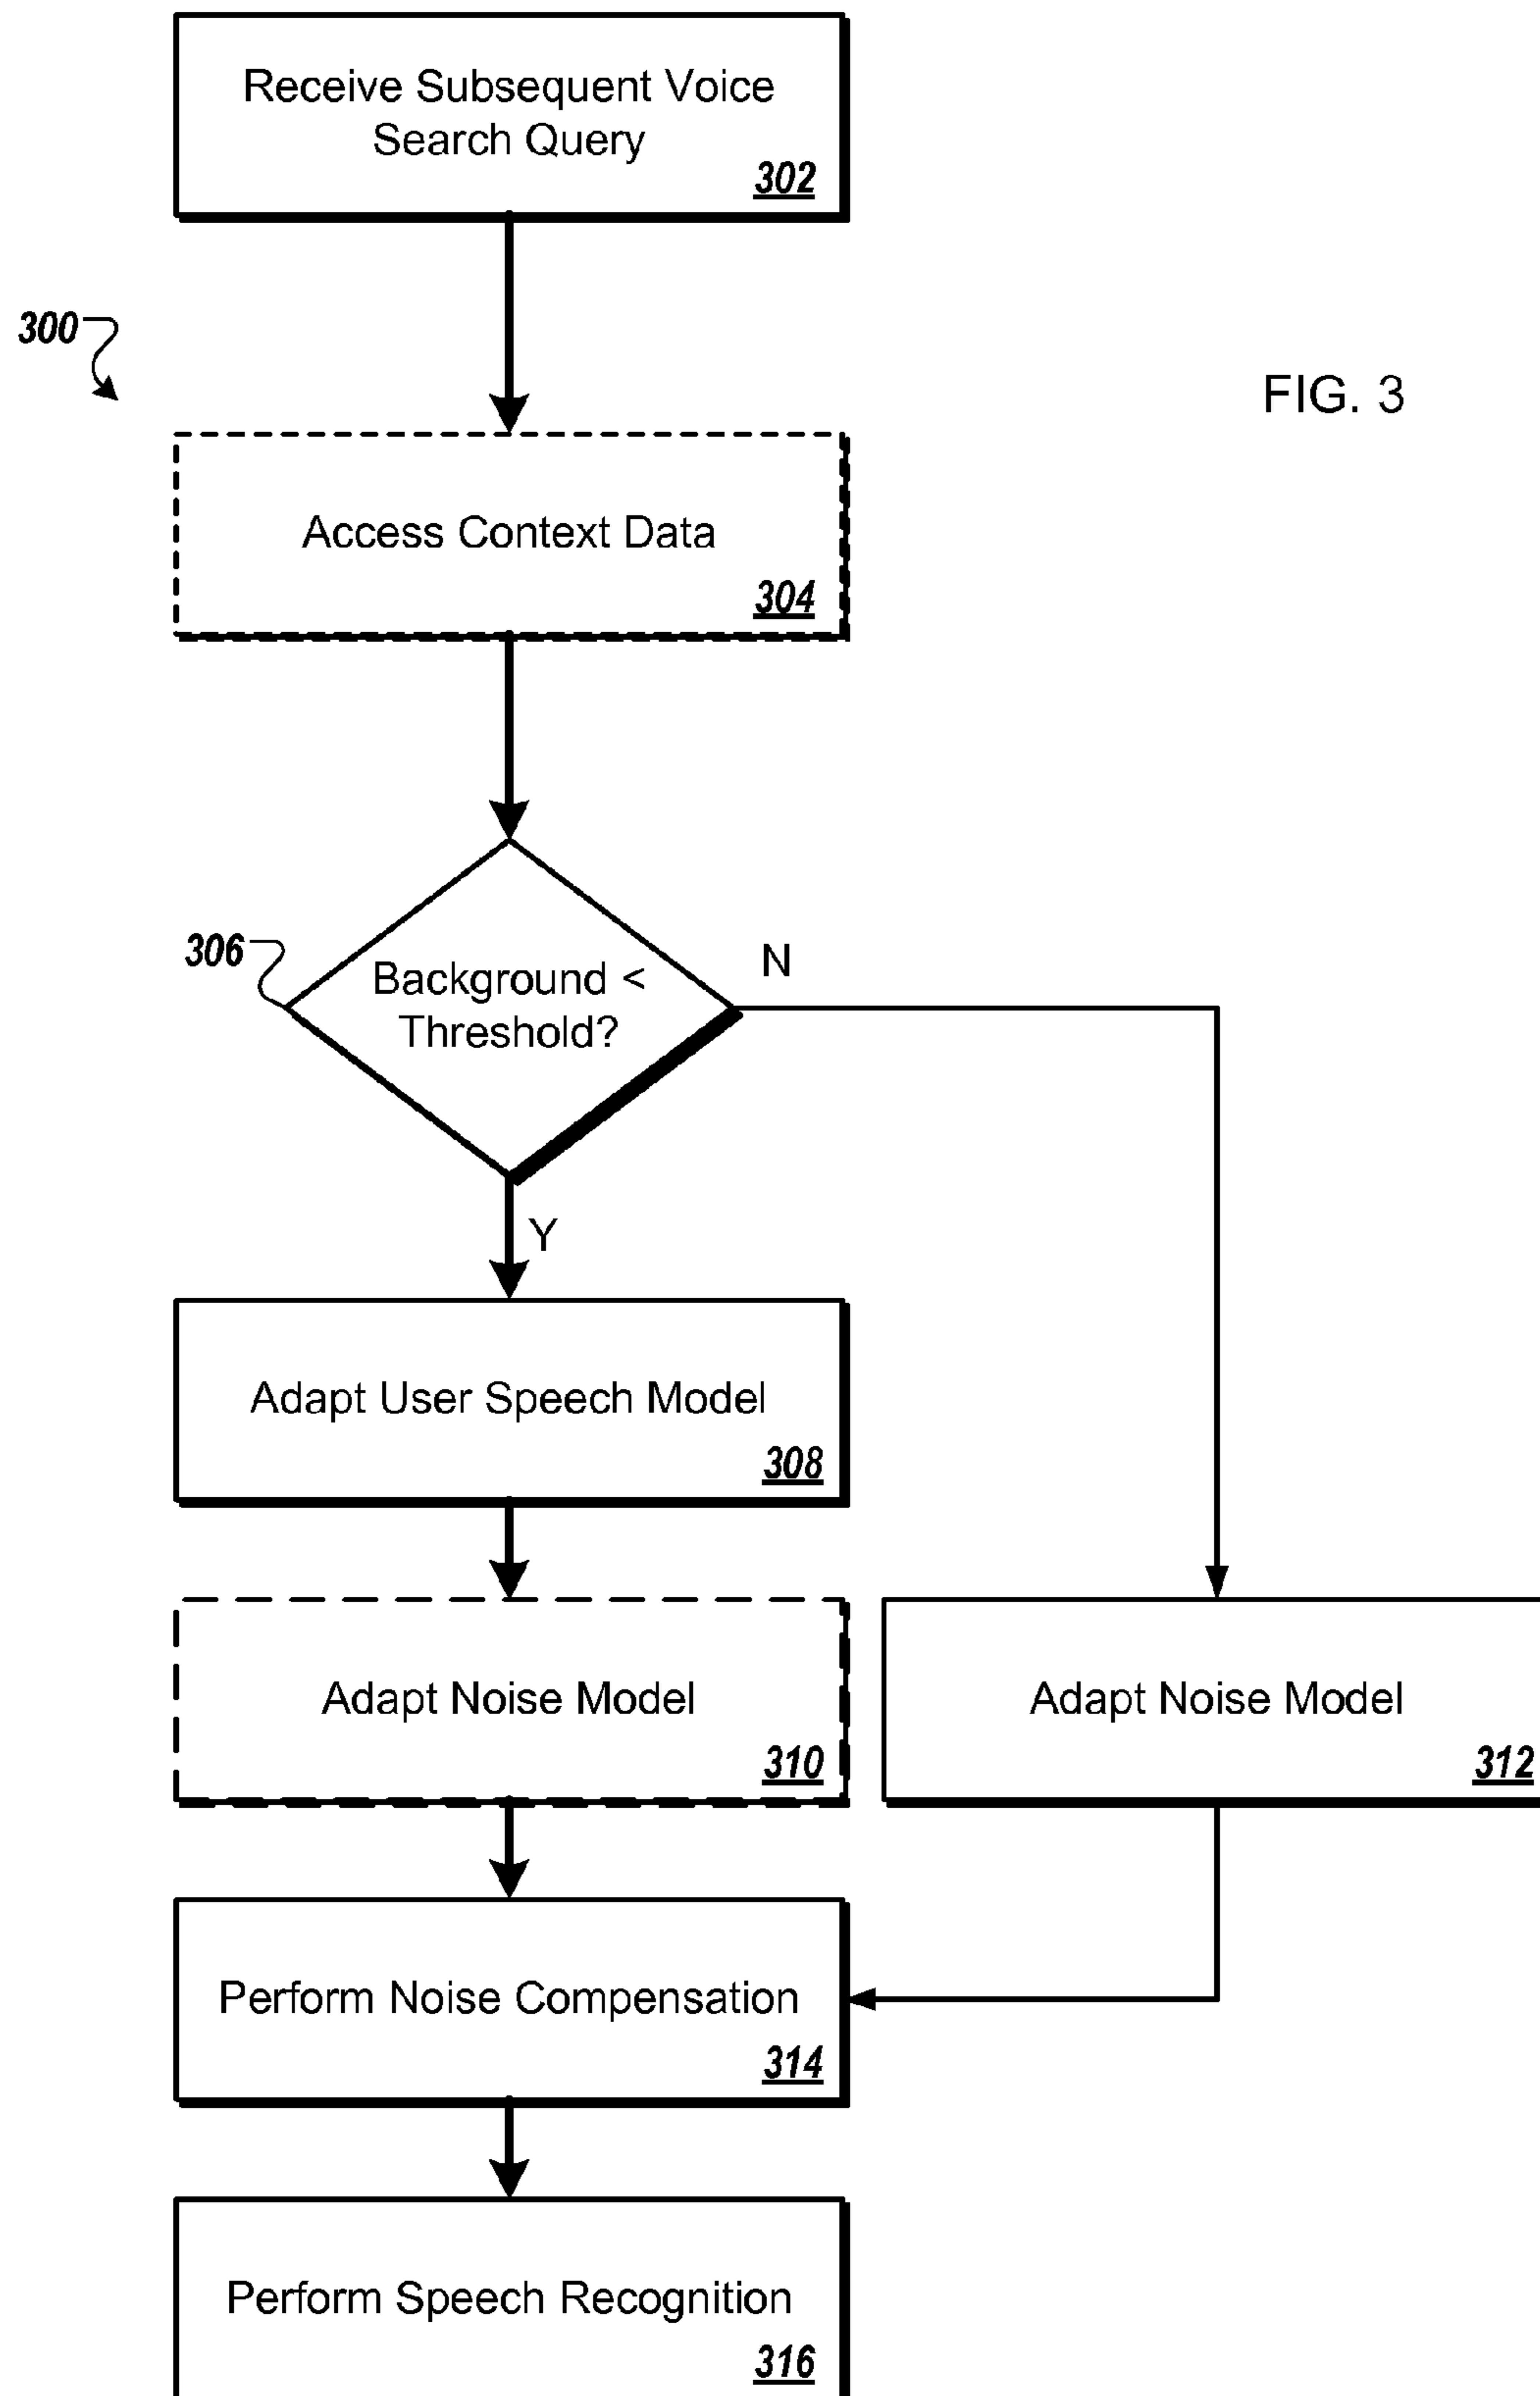 Receive Subsequent Voice
Search Query
302
300
FIG. 3
Access Context Data
304
306
Background <
Threshold?
N
Y
Adapt User Speech Model
308
Adapt Noise Model
310
Adapt Noise Model
312
Perform Noise Compensation
314
Perform Speech Recognition
316